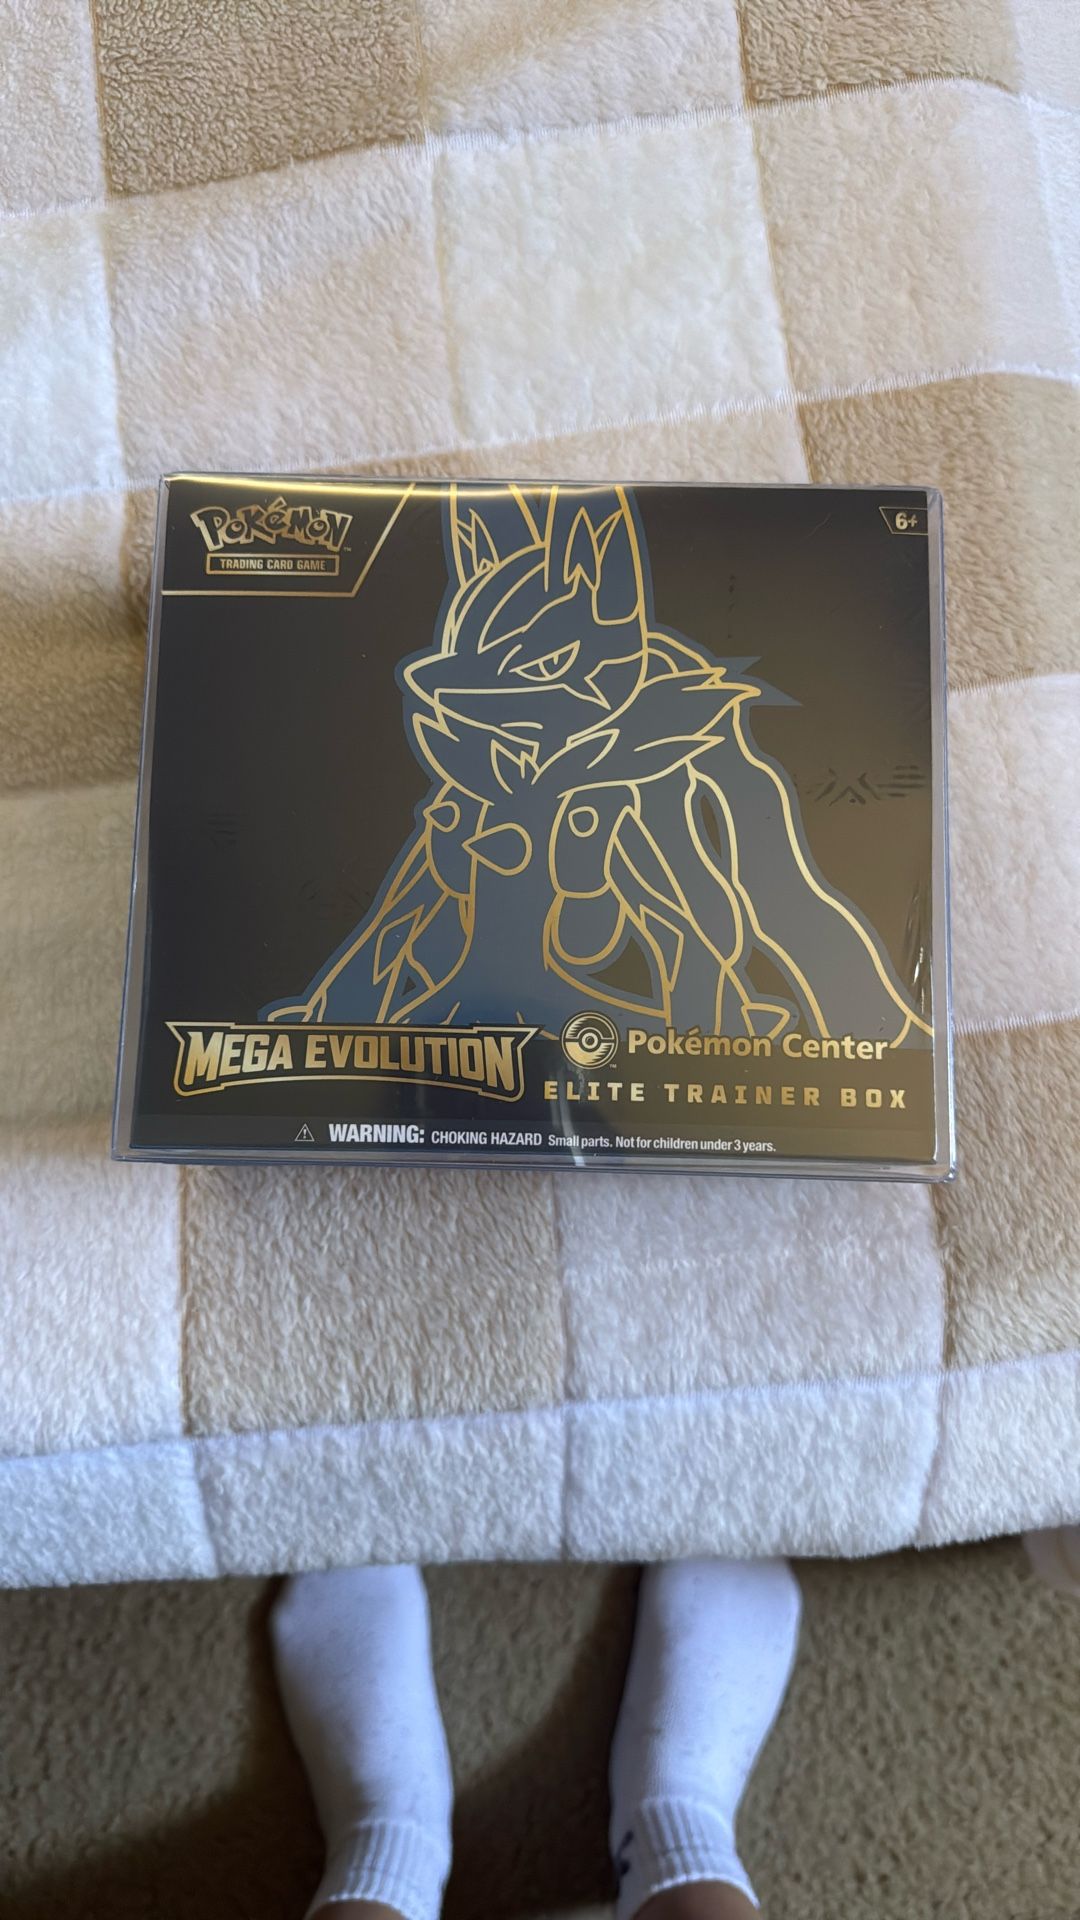 POKéMON
TRADING CARD GAME
6+
MEGA EVOLUTION
Pokémon Center
ELITE TRAINER BOX
WARNING: CHOKING HAZARD Small parts. Not for children under 3 years.